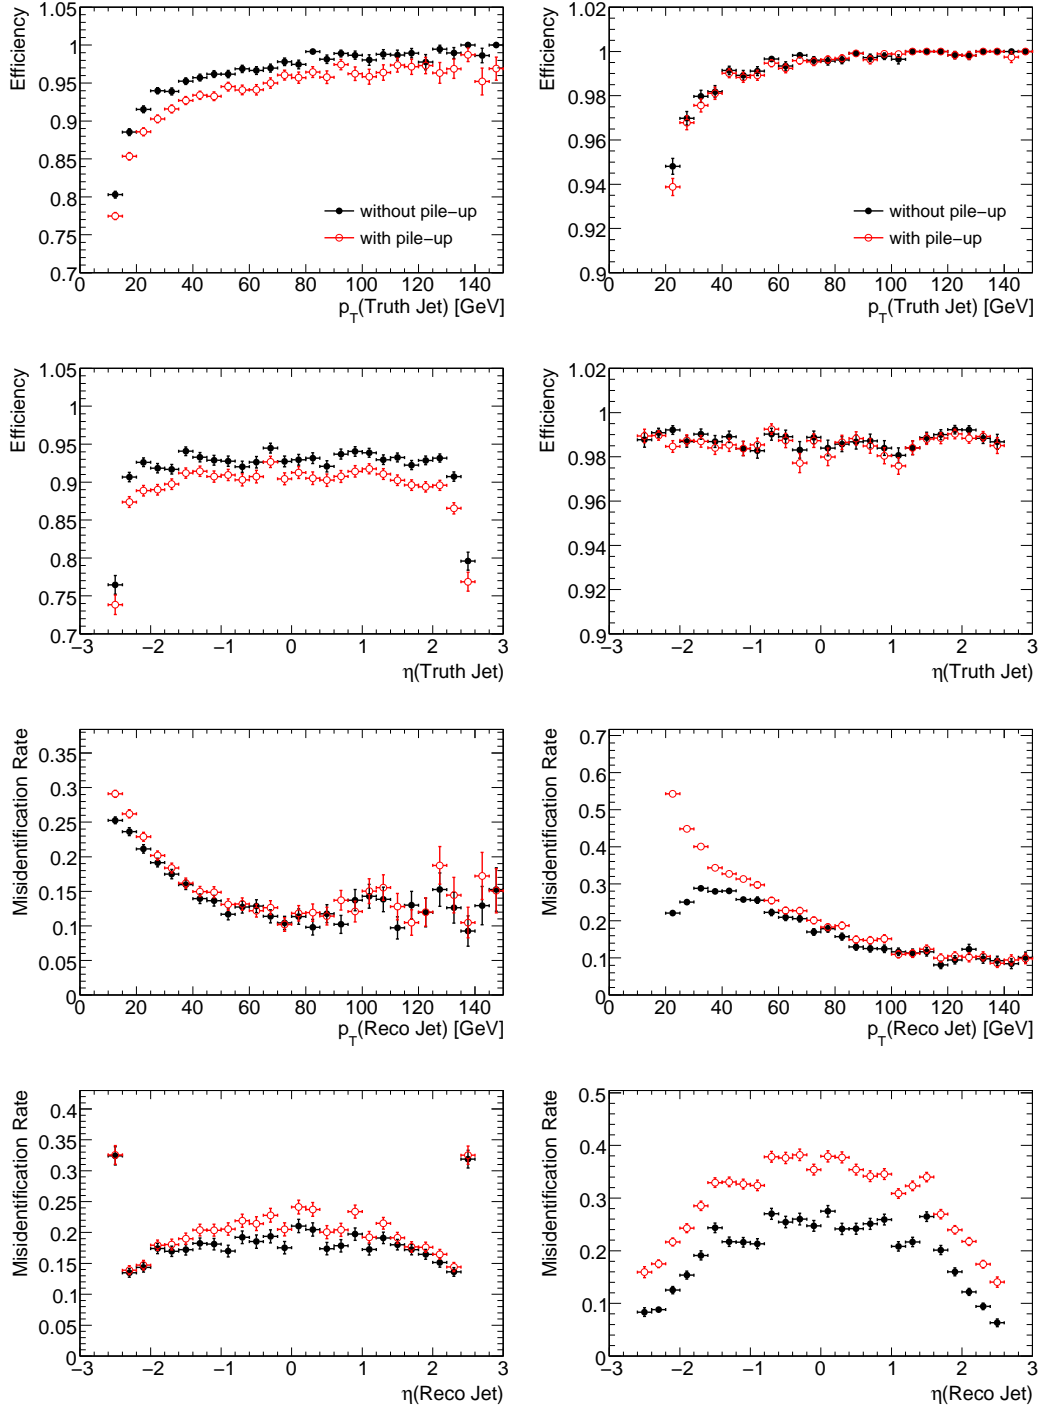 Efficiency
1.05
1
0.95
0.9
0.85
0.8
0.75
0.7
without pile-up
with pile-up
0 20 40 60 80 100 120 140
p_T(Truth Jet) [GeV]
Efficiency
1.02
1
0.98
0.96
0.94
0.92
0.9
without pile-up
with pile-up
0 20 40 60 80 100 120 140
p_T(Truth Jet) [GeV]
Efficiency
1.05
1
0.95
0.9
0.85
0.8
0.75
0.7
−3 −2 −1 0 1 2 3
η(Truth Jet)
Efficiency
1.02
1
0.98
0.96
0.94
0.92
0.9
−3 −2 −1 0 1 2 3
η(Truth Jet)
Misidentification Rate
0.35
0.3
0.25
0.2
0.15
0.1
0.05
0
0 20 40 60 80 100 120 140
p_T(Reco Jet) [GeV]
Misidentification Rate
0.7
0.6
0.5
0.4
0.3
0.2
0.1
0
0 20 40 60 80 100 120 140
p_T(Reco Jet) [GeV]
Misidentification Rate
0.4
0.35
0.3
0.25
0.2
0.15
0.1
0.05
0
−3 −2 −1 0 1 2 3
η(Reco Jet)
Misidentification Rate
0.5
0.4
0.3
0.2
0.1
0
−3 −2 −1 0 1 2 3
η(Reco Jet)